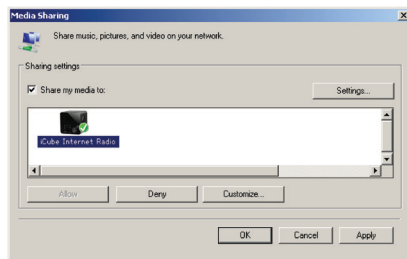 Media Sharing
Share music, pictures, and video on your network.
Sharing settings
Share my media to:
Settings...
iCube Internet Radio
Allow
Deny
Customize...
OK
Cancel
Apply